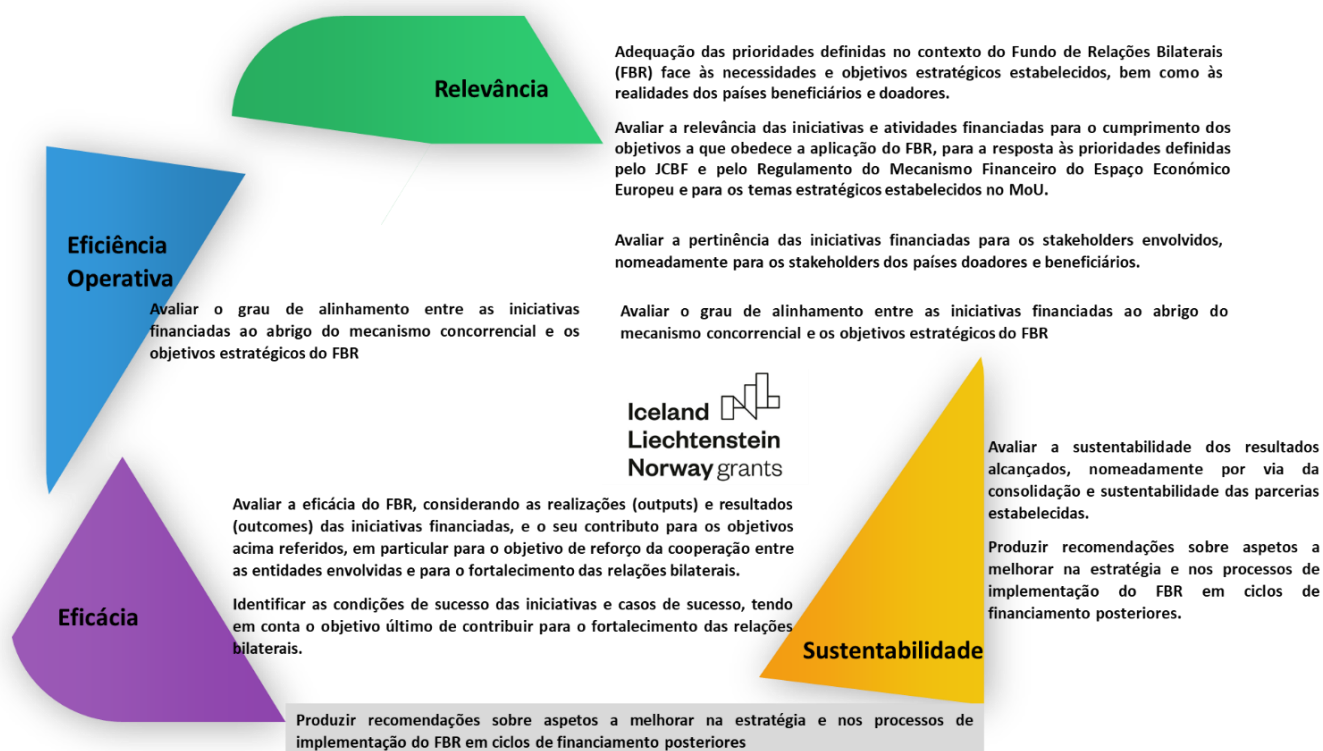 Relevância
Adequação das prioridades definidas no contexto do Fundo de Relações Bilaterais
(FBR) face às necessidades e objetivos estratégicos estabelecidos, bem como às
realidades dos países beneficiários e doadores.
Avaliar a relevância das iniciativas e atividades financiadas para o cumprimento dos
objetivos a que obedece a aplicação do FBR, para a resposta às prioridades definidas
pelo JCBF e pelo Regulamento do Mecanismo Financeiro do Espaço Económico
Europeu e para os temas estratégicos estabelecidos no MoU.
Avaliar a pertinência das iniciativas financiadas para os stakeholders envolvidos,
nomeadamente para os stakeholders dos países doadores e beneficiários.
Avaliar o grau de alinhamento entre as iniciativas financiadas ao abrigo do
mecanismo concorrencial e os objetivos estratégicos do FBR
Eficiência
Operativa
Avaliar o grau de alinhamento entre as iniciativas
financiadas ao abrigo do mecanismo concorrencial e os
objetivos estratégicos do FBR
Iceland
Liechtenstein
Norway grants
Eficácia
Avaliar a eficácia do FBR, considerando as realizações (outputs) e resultados
(outcomes) das iniciativas financiadas, e o seu contributo para os objetivos
acima referidos, em particular para o objetivo de reforço da cooperação entre
as entidades envolvidas e para o fortalecimento das relações bilaterais.
Identificar as condições de sucesso das iniciativas e casos de sucesso, tendo
em conta o objetivo último de contribuir para o fortalecimento das relações
bilaterais.
Sustentabilidade
Avaliar a sustentabilidade dos resultados
alcançados, nomeadamente por via da
consolidação e sustentabilidade das parcerias
estabelecidas.
Produzir recomendações sobre aspetos a
melhorar na estratégia e nos processos de
implementação do FBR em ciclos de
financiamento posteriores.
Produzir recomendações sobre aspetos a melhorar na estratégia e nos processos de
implementação do FBR em ciclos de financiamento posteriores